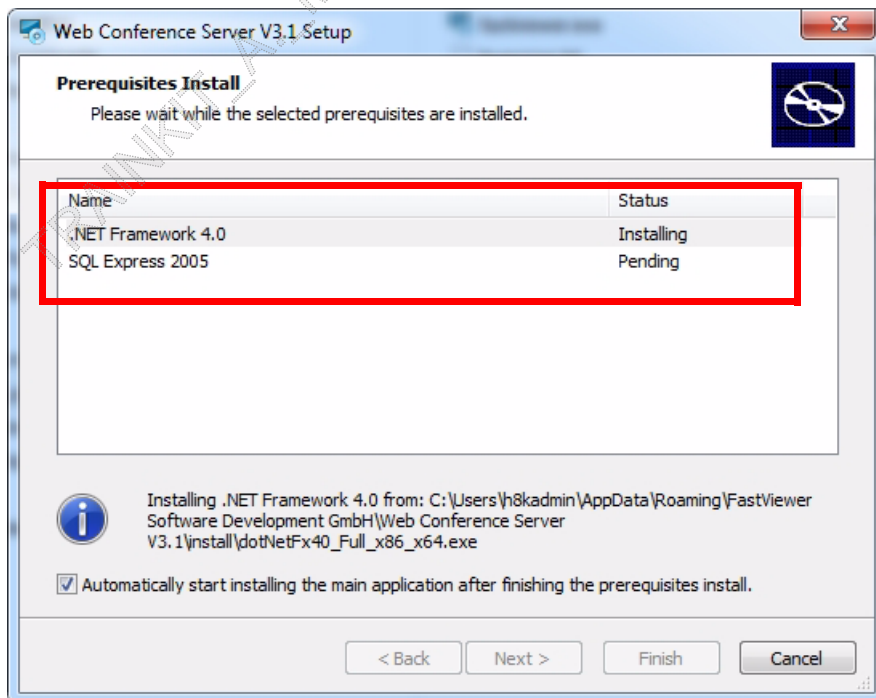 Web Conference Server V3.1 Setup
Prerequisites Install
Please wait while the selected prerequisites are installed.
Name Status
.NET Framework 4.0 Installing
SQL Express 2005 Pending
Installing .NET Framework 4.0 from: C:\Users\h8kadmin\AppData\Roaming\FastViewer
Software Development GmbH\Web Conference Server
V3.1\install\dotNetFx40_Full_x86_x64.exe
Automatically start installing the main application after finishing the prerequisites install.
< Back Next > Finish Cancel
TRAINKIT_A